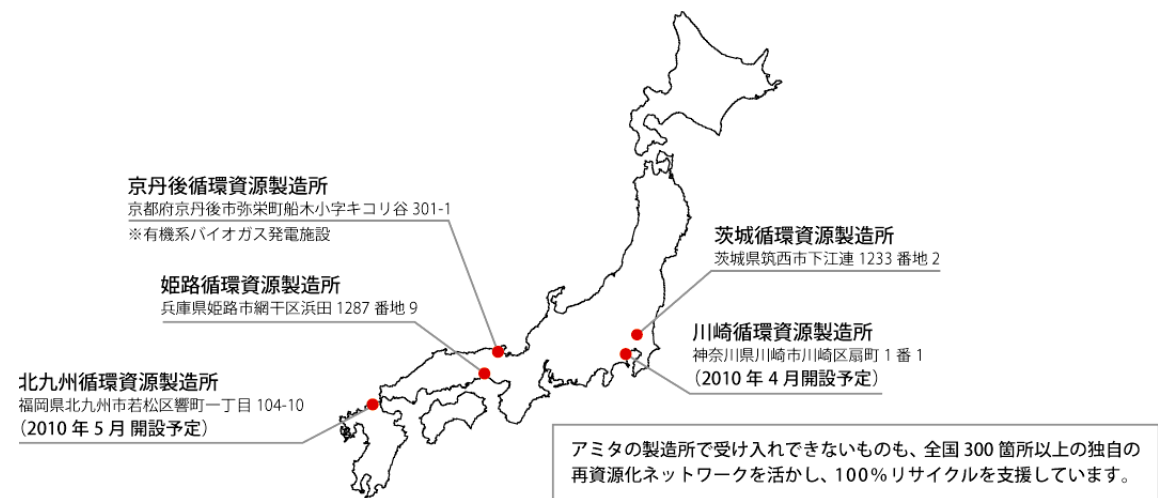 京丹後循環資源製造所
京都府京丹後市弥栄町船木小字キコリ谷 301-1
※有機系バイオガス発電施設
姫路循環資源製造所
兵庫県姫路市網干区浜田 1287 番地 9
北九州循環資源製造所
福岡県北九州市若松区響町一丁目 104-10
(2010 年 5 月 開設予定)
茨城循環資源製造所
茨城県筑西市下江連 1233 番地 2
川崎循環資源製造所
神奈川県川崎市川崎区扇町 1 番 1
(2010 年 4 月開設予定)
アミタの製造所で受け入れできないものも、全国 300 箇所以上の独自の
再資源化ネットワークを活かし、100%リサイクルを支援しています。